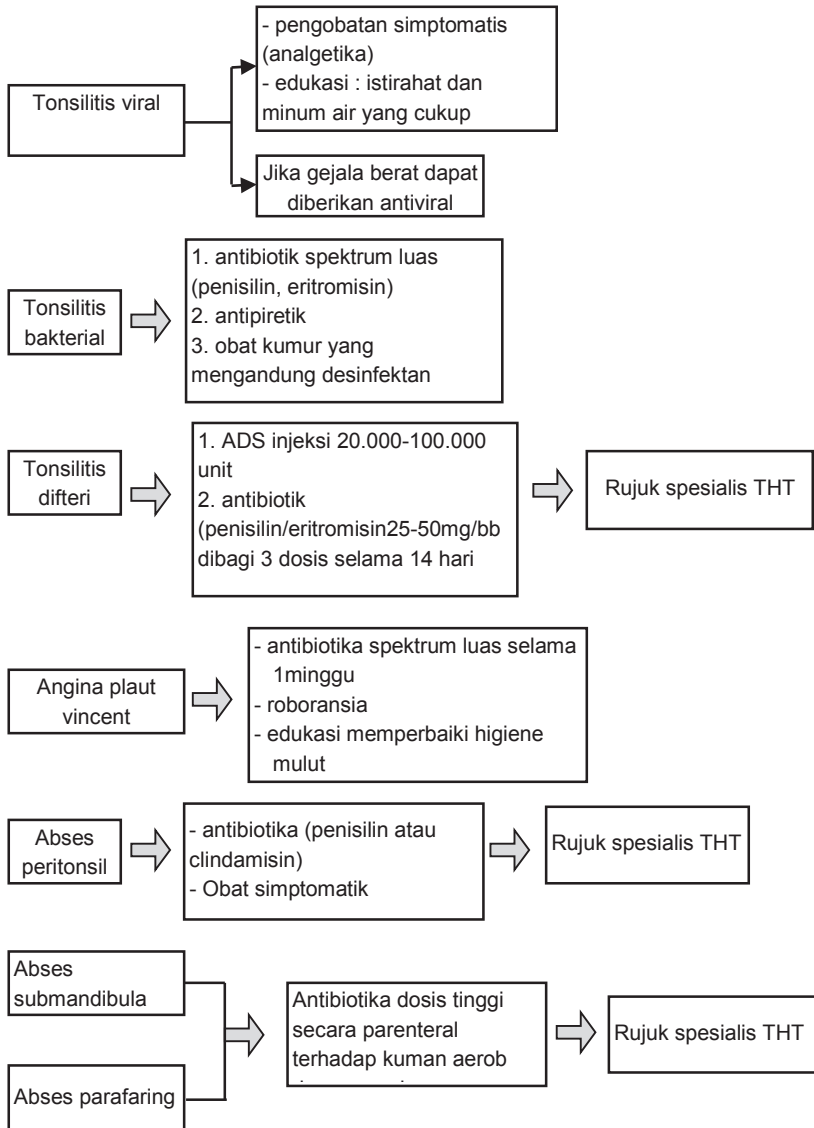 - pengobatan simptomatis
(analgetika)
- edukasi : istirahat dan
minum air yang cukup
Tonsilitis viral
Jika gejala berat dapat
diberikan antiviral
1. antibiotik spektrum luas
(penisilin, eritromisin)
2. antipiretik
3. obat kumur yang
mengandung desinfektan
Tonsilitis
bakterial
1. ADS injeksi 20.000-100.000
unit
2. antibiotik
(penisilin/eritromisin25-50mg/bb
dibagi 3 dosis selama 14 hari
Tonsilitis
difteri
Rujuk spesialis THT
- antibiotika spektrum luas selama
1minggu
- roboransia
- edukasi memperbaiki higiene
mulut
Angina plaut
vincent
Abses
peritonsil
- antibiotika (penisilin atau
clindamisin)
- Obat simptomatik
Rujuk spesialis THT
Abses
submandibula
Abses parafaring
Antibiotika dosis tinggi
secara parenteral
terhadap kuman aerob
Rujuk spesialis THT